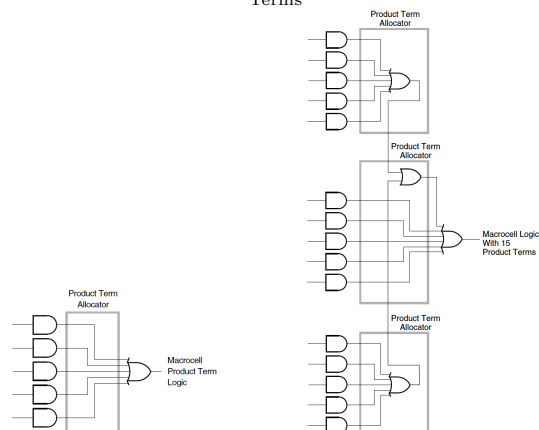 Terms
Product Term
Allocator
Product Term
Allocator
Macrocell Logic
With 15
Product Terms
Product Term
Allocator
Macrocell
Product Term
Logic
Product Term
Allocator